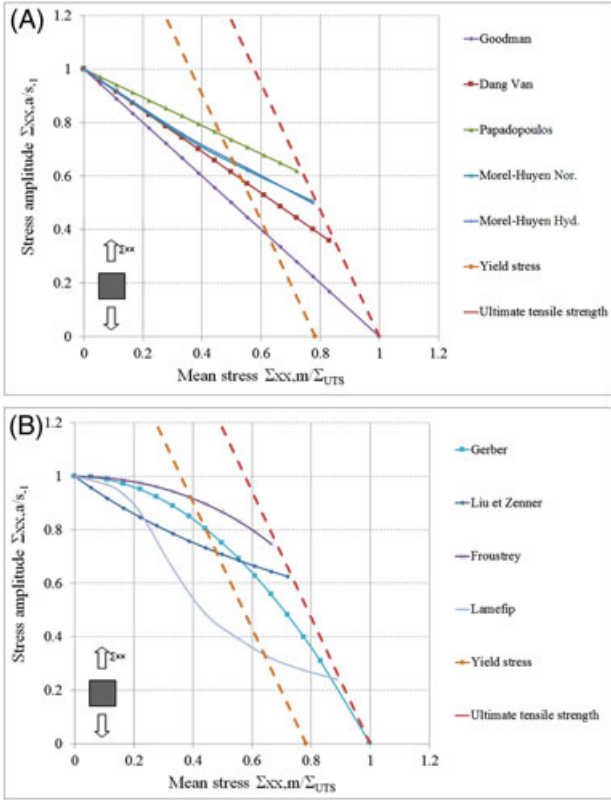 (A)
1.2
1
0.8
0.6
0.4
0.2
0
0
0.2
0.4
0.6
0.8
1
1.2
Stress amplitude Σxx,a/s-1
Mean stress Σxx,m/ΣUTS
Σxx
Goodman
Dang Van
Papadopoulos
Morel-Huyen Nor.
Morel-Huyen Hyd.
Yield stress
Ultimate tensile strength
(B)
1.2
1
0.8
0.6
0.4
0.2
0
0
0.2
0.4
0.6
0.8
1
1.2
Stress amplitude Σxx,a/s-1
Mean stress Σxx,m/ΣUTS
Σxx
Gerber
Liu et Zenner
Froustrey
Lamefip
Yield stress
Ultimate tensile strength